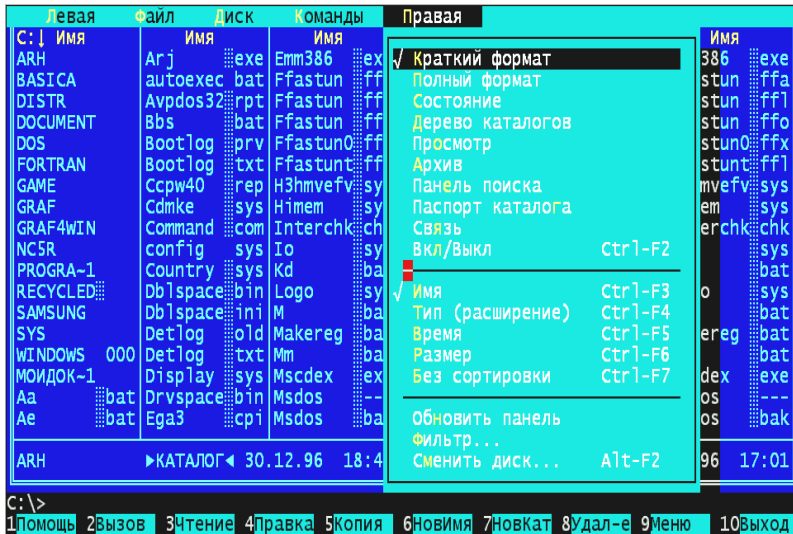 Левая Файл Диск Команды Правая
C:↓ Имя Имя Имя Имя
ARH Arj exe Emm386 ex √ Краткий формат 386 exe
BASICA autoexec bat Ffastun ff Полный формат stun ffa
DISTR Avpdos32 rpt Ffastun ff Состояние stun ffl
DOCUMENT Bbs bat Ffastun ff Дерево каталогов stun ffo
DOS Bootlog prv Ffastun0 ff Просмотр stun0 ffx
FORTRAN Bootlog txt Ffastunt ff Архив stunt ffl
GAME Ccpw40 rep H3hmvefv sy Панель поиска mvefv sys
GRAF Cdmke sys Himem sy Паспорт каталога em sys
GRAF4WIN Command com Interchk ch Связь erchk chk
NC5R config sys Io sy Вкл/Выкл Ctrl-F2 sys
PROGRA~1 Country sys Kd ba bat
RECYCLED Dblspace bin Logo sy √ Имя Ctrl-F3 o sys
SAMSUNG Dblspace ini M ba Тип (расширение) Ctrl-F4 bat
SYS Detlog old Makereg ba Время Ctrl-F5 ereg bat
WINDOWS 000 Detlog txt Mm ba Размер Ctrl-F6 bat
МОИДОК~1 Display sys Mscdex ex Без сортировки Ctrl-F7 dex exe
Aa bat Drvspace bin Msdos -- os ---
Ae bat Ega3 cpi Msdos ba Обновить панель os bak
Фильтр...
ARH ►КАТАЛОГ◄ 30.12.96 18:4 Сменить диск... Alt-F2 96 17:01
C:\>
1Помощь 2Вызов 3Чтение 4Правка 5Копия 6НовИмя 7НовКат 8Удал-е 9Меню 10Выход